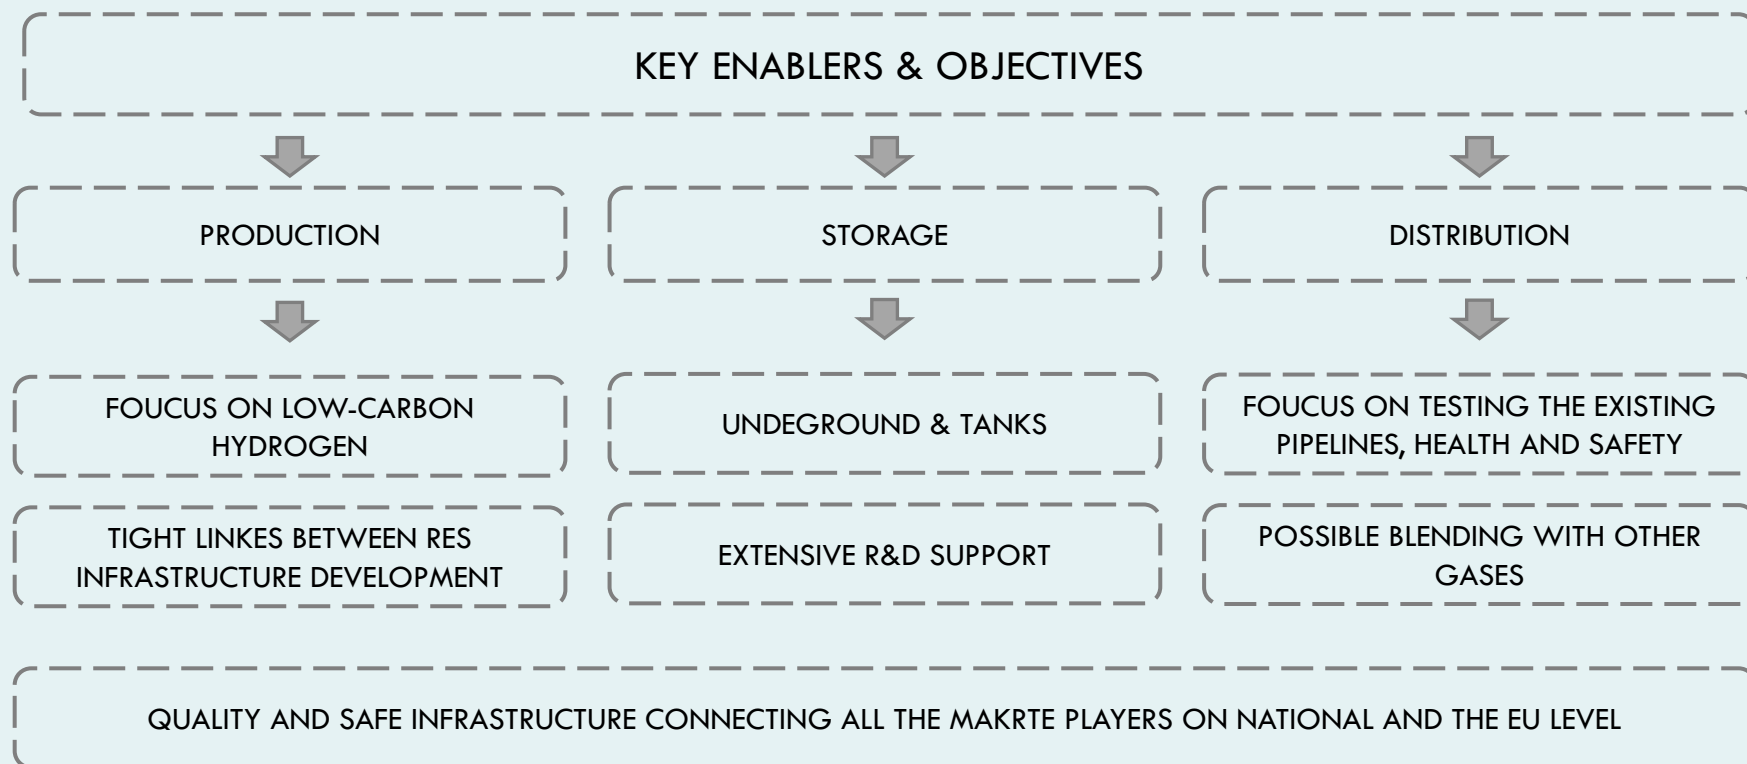 KEY ENABLERS & OBJECTIVES
PRODUCTION
STORAGE
DISTRIBUTION
FOUCUS ON LOW-CARBON
HYDROGEN
UNDEGROUND & TANKS
FOUCUS ON TESTING THE EXISTING
PIPELINES, HEALTH AND SAFETY
TIGHT LINKES BETWEEN RES
INFRASTRUCTURE DEVELOPMENT
EXTENSIVE R&D SUPPORT
POSSIBLE BLENDING WITH OTHER
GASES
QUALITY AND SAFE INFRASTRUCTURE CONNECTING ALL THE MAKRTE PLAYERS ON NATIONAL AND THE EU LEVEL